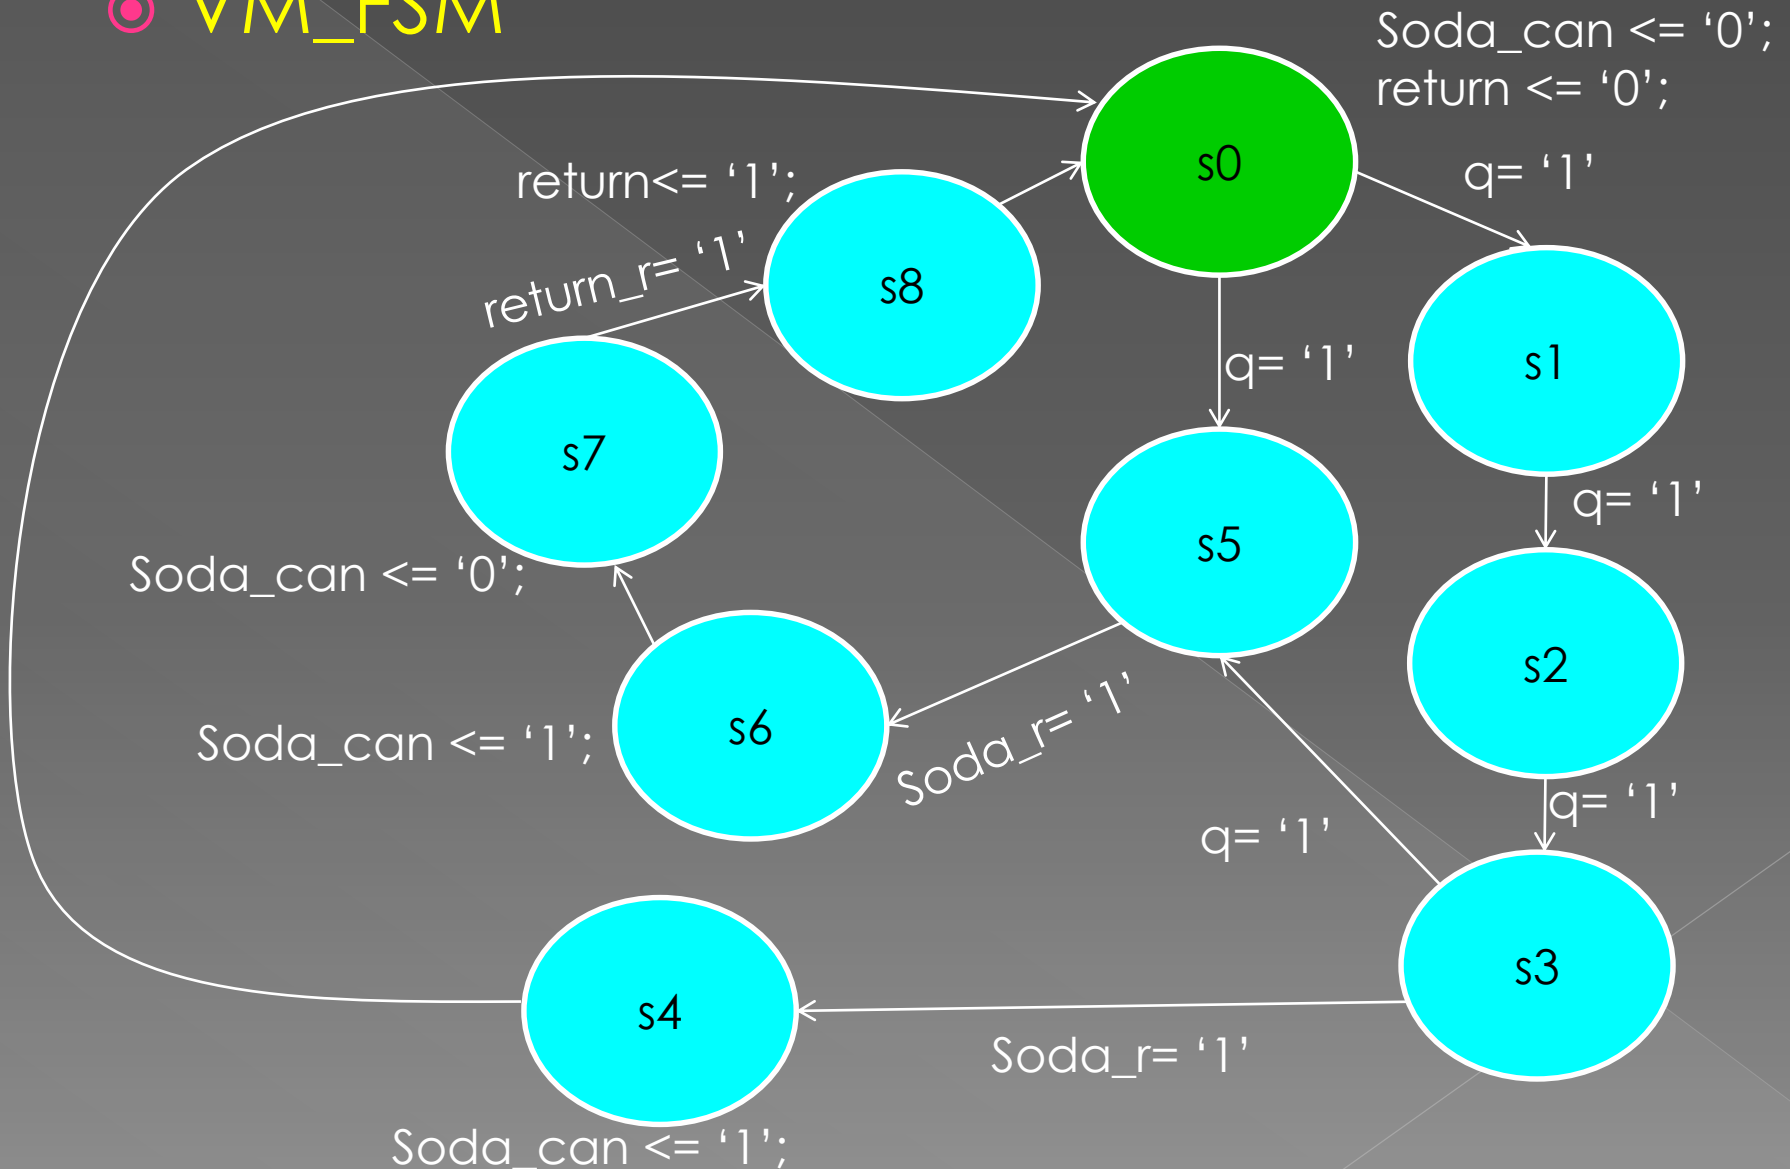 VM_FSM
Soda_can <= ‘0’;
return <= ‘0’;
s0
q= ‘1’
return<= ‘1’;
return_r= ‘1’
s8
q= ‘1’
s1
s7
q= ‘1’
s5
Soda_can <= ‘0’;
s2
Soda_r= ‘1’
s6
Soda_can <= ‘1’;
q= ‘1’
q= ‘1’
s3
s4
Soda_r= ‘1’
Soda_can <= ‘1’;